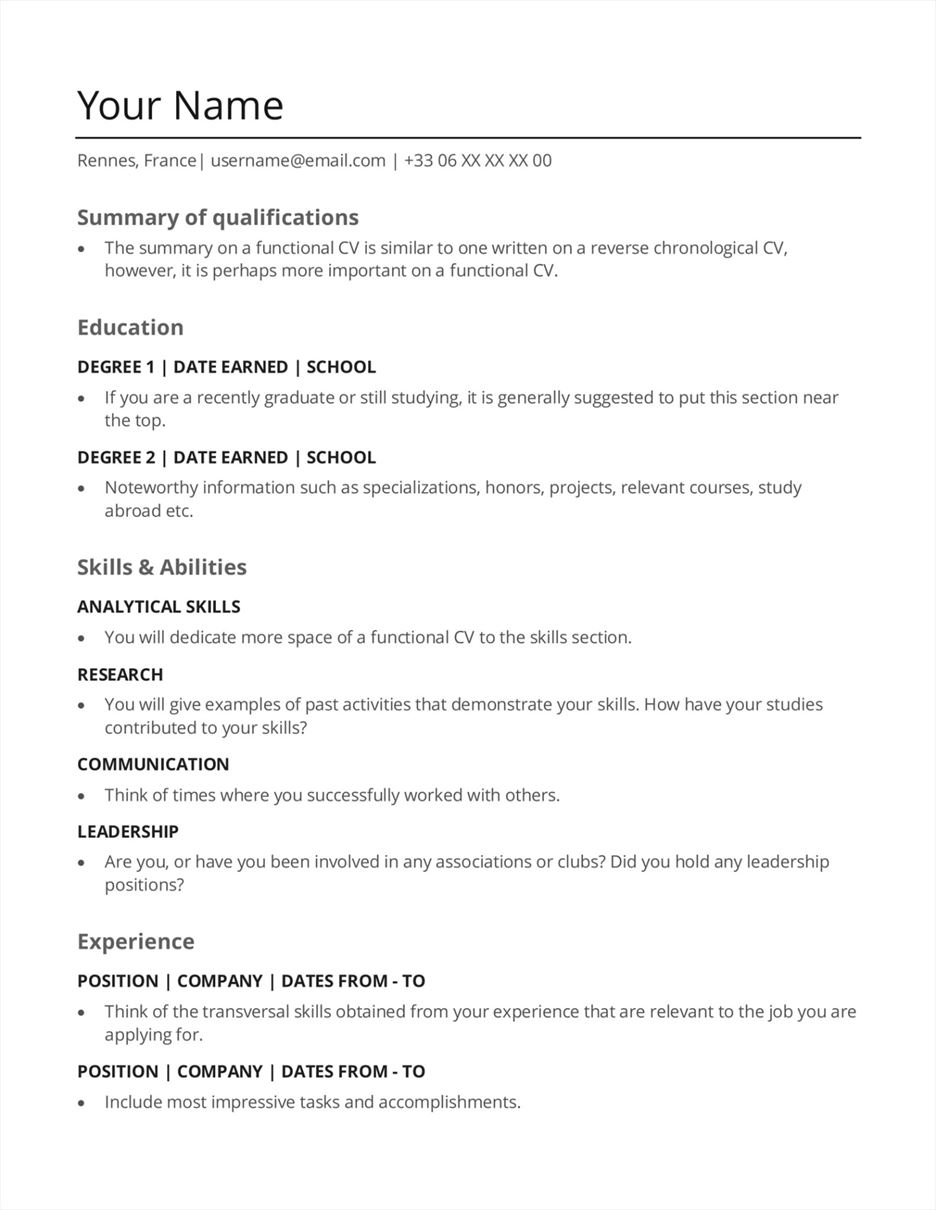 Your Name
Rennes, France| username@email.com | +33 06 XX XX XX 00
Summary of qualifications
• The summary on a functional CV is similar to one written on a reverse chronological CV,
however, it is perhaps more important on a functional CV.
Education
DEGREE 1 | DATE EARNED | SCHOOL
• If you are a recently graduate or still studying, it is generally suggested to put this section near
the top.
DEGREE 2 | DATE EARNED | SCHOOL
• Noteworthy information such as specializations, honors, projects, relevant courses, study
abroad etc.
Skills & Abilities
ANALYTICAL SKILLS
• You will dedicate more space of a functional CV to the skills section.
RESEARCH
• You will give examples of past activities that demonstrate your skills. How have your studies
contributed to your skills?
COMMUNICATION
• Think of times where you successfully worked with others.
LEADERSHIP
• Are you, or have you been involved in any associations or clubs? Did you hold any leadership
positions?
Experience
POSITION | COMPANY | DATES FROM - TO
• Think of the transversal skills obtained from your experience that are relevant to the job you are
applying for.
POSITION | COMPANY | DATES FROM - TO
• Include most impressive tasks and accomplishments.